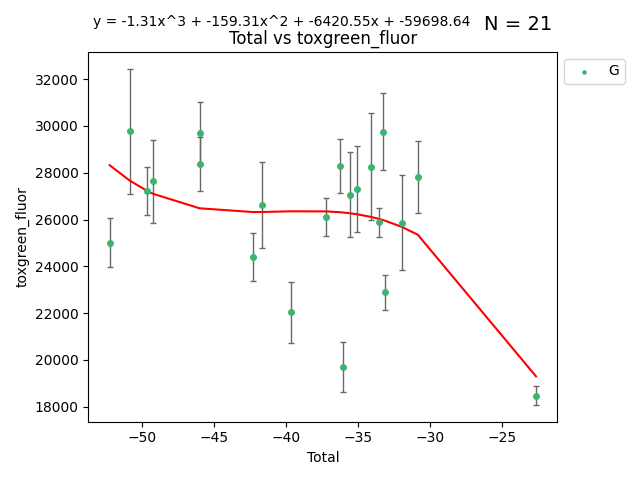 y = -1.31x^3 + -159.31x^2 + -6420.55x + -59698.64
N = 21
Total vs toxgreen_fluor
G
32000
30000
28000
26000
24000
22000
20000
18000
toxgreen_fluor
−50
−45
−40
−35
−30
−25
Total